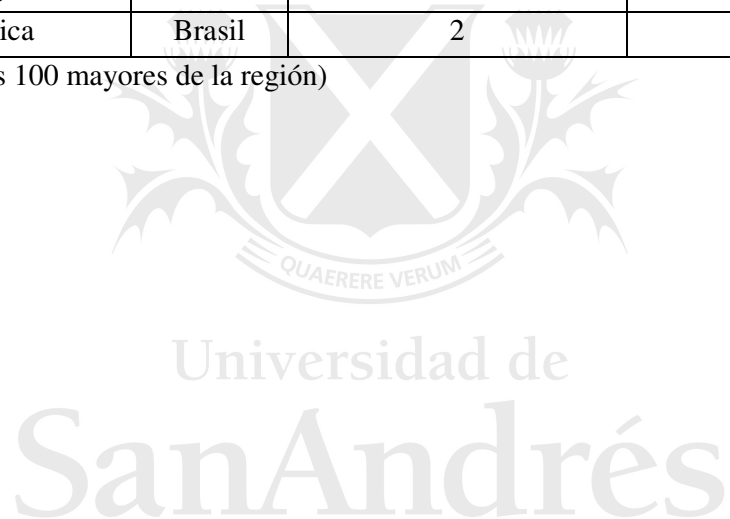 ica Brasil 2
s 100 mayores de la región)
QUAERERE VERUM
Universidad de
SanAndrés